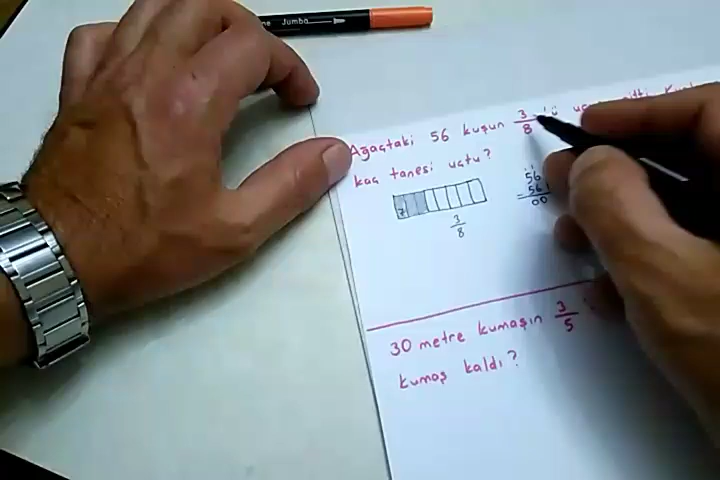 Jumbo
Ağaçtaki 56 kuşun 3/8
kaç tanesi uçtu?
7
3/8
56
56
00
30 metre kumaşın 3/5
kumaş kaldı?